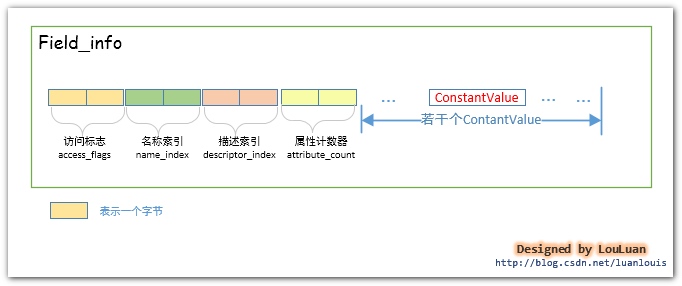 Field_info
... ConstantValue ... ...
若干个ContantValue
访问标志 名称索引 描述索引 属性计数器
access_flags name_index descriptor_index attribute_count
表示一个字节
Designed by LouLuan
http://blog.csdn.net/luanlouis